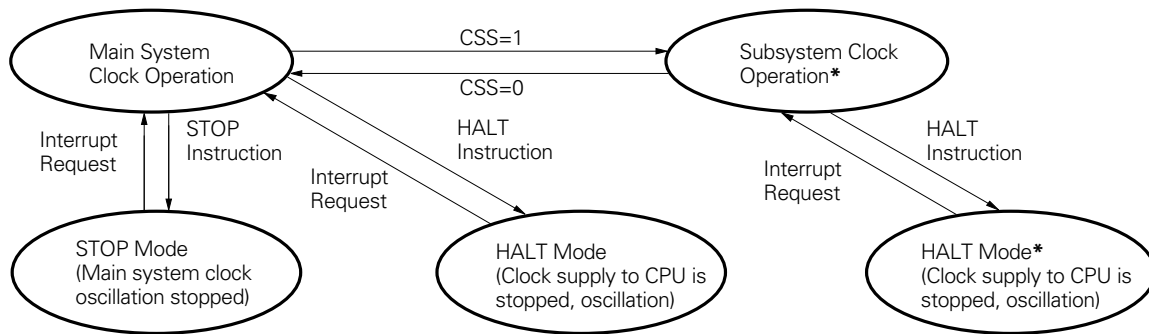 Main System
Clock Operation
CSS=1
CSS=0
Subsystem Clock
Operation*
Interrupt
Request
STOP
Instruction
HALT
Instruction
Interrupt
Request
HALT
Instruction
Interrupt
Request
STOP Mode
(Main system clock
oscillation stopped)
HALT Mode
(Clock supply to CPU is
stopped, oscillation)
HALT Mode*
(Clock supply to CPU is
stopped, oscillation)